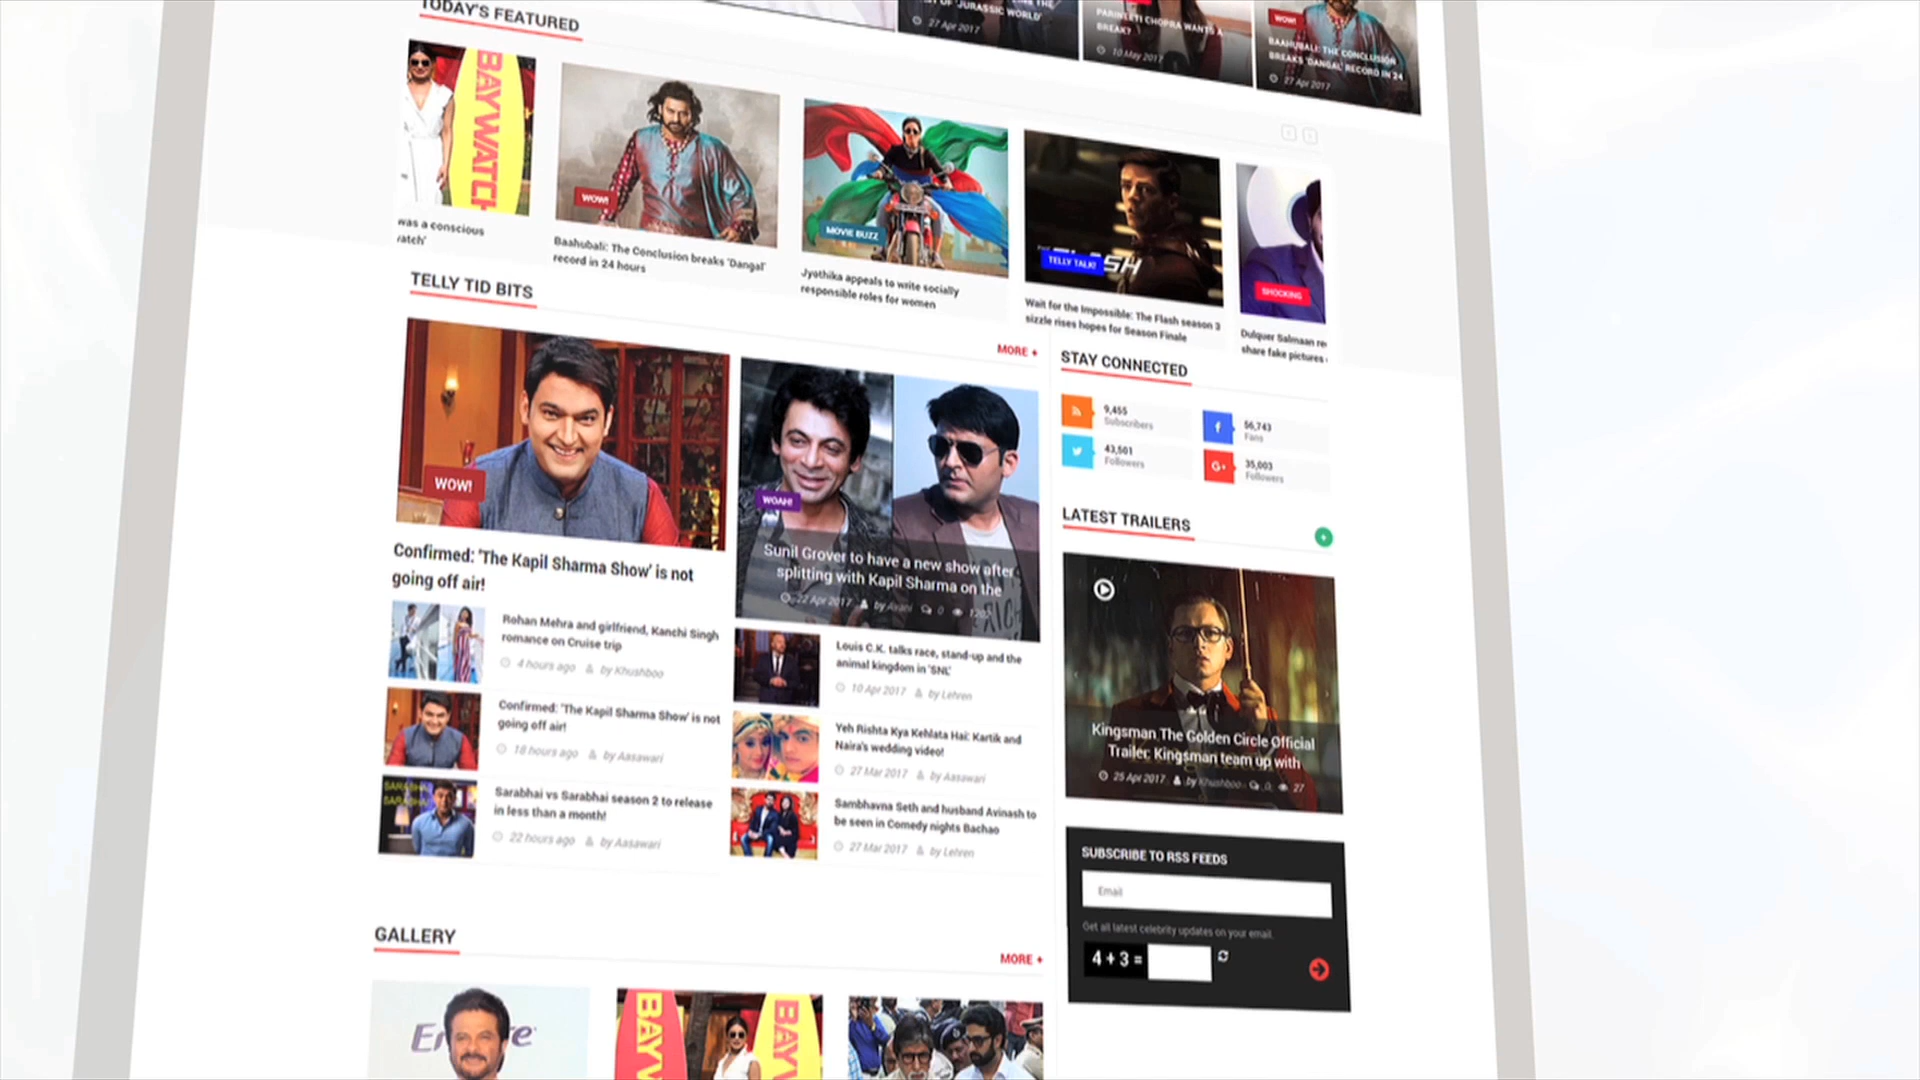 TODAY'S FEATURED
'JURASSIC WORLD'
27 Apr 2017
PARINEETI CHOPRA WANTS A
BREAK?
10 May 2017
WOW!
BAAHUBALI: THE CONCLUSION
BREAKS 'DANGAL' RECORD IN 24
27 Apr 2017
BAYWATCH
was a conscious
WOW!
Baahubali: The Conclusion breaks 'Dangal'
record in 24 hours
MOVIE BUZZ
Jyothika appeals to write socially
responsible roles for women
TELLY TALK!
SH
Wait for the Impossible: The Flash season 3
sizzle rises hopes for Season Finale
SHOCKING
Dulquer Salmaan
share fake pictures
TELLY TID BITS
MORE +
WOW!
Confirmed: 'The Kapil Sharma Show' is not
going off air!
WOAH!
Sunil Grover to have a new show after
splitting with Kapil Sharma on the
22 Apr 2017 by Avani 0
Rohan Mehra and girlfriend, Kanchi Singh
romance on Cruise trip
4 hours ago by Khushboo
Confirmed: 'The Kapil Sharma Show' is not
going off air!
18 hours ago by Aasawari
Sarabhai vs Sarabhai season 2 to release
in less than a month!
22 hours ago by Aasawari
Louis C.K. talks race, stand-up and the
animal kingdom in 'SNL'
10 Apr 2017 by Lehren
Yeh Rishta Kya Kehlata Hai: Kartik and
Naira's wedding video!
27 Mar 2017 by Aasawari
Sambhavna Seth and husband Avinash to
be seen in Comedy nights Bachao
27 Mar 2017 by Lehren
STAY CONNECTED
9,455
Subscribers
56,743
Fans
43,501
Followers
35,003
Followers
LATEST TRAILERS
Kingsman The Golden Circle Official
Trailer: Kingsman team up with
25 Apr 2017 by Khushboo 0 27
SUBSCRIBE TO RSS FEEDS
Email
Get all latest celebrity updates on your email.
4 + 3 =
GALLERY
MORE +
BAYW
BAYW